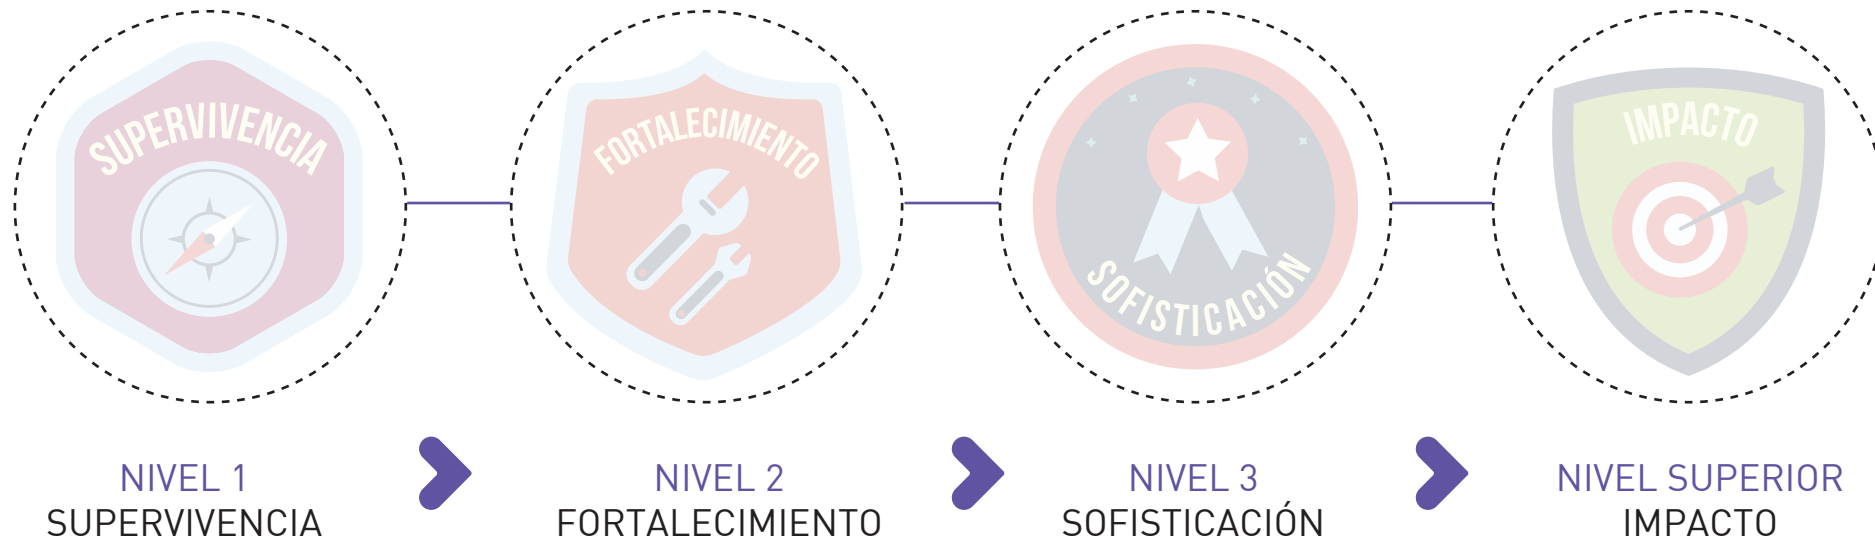 SUPERVIVENCIA
FORTALECIMIENTO
SOFISTICACIÓN
IMPACTO
NIVEL 1
SUPERVIVENCIA
NIVEL 2
FORTALECIMIENTO
NIVEL 3
SOFISTICACIÓN
NIVEL SUPERIOR
IMPACTO